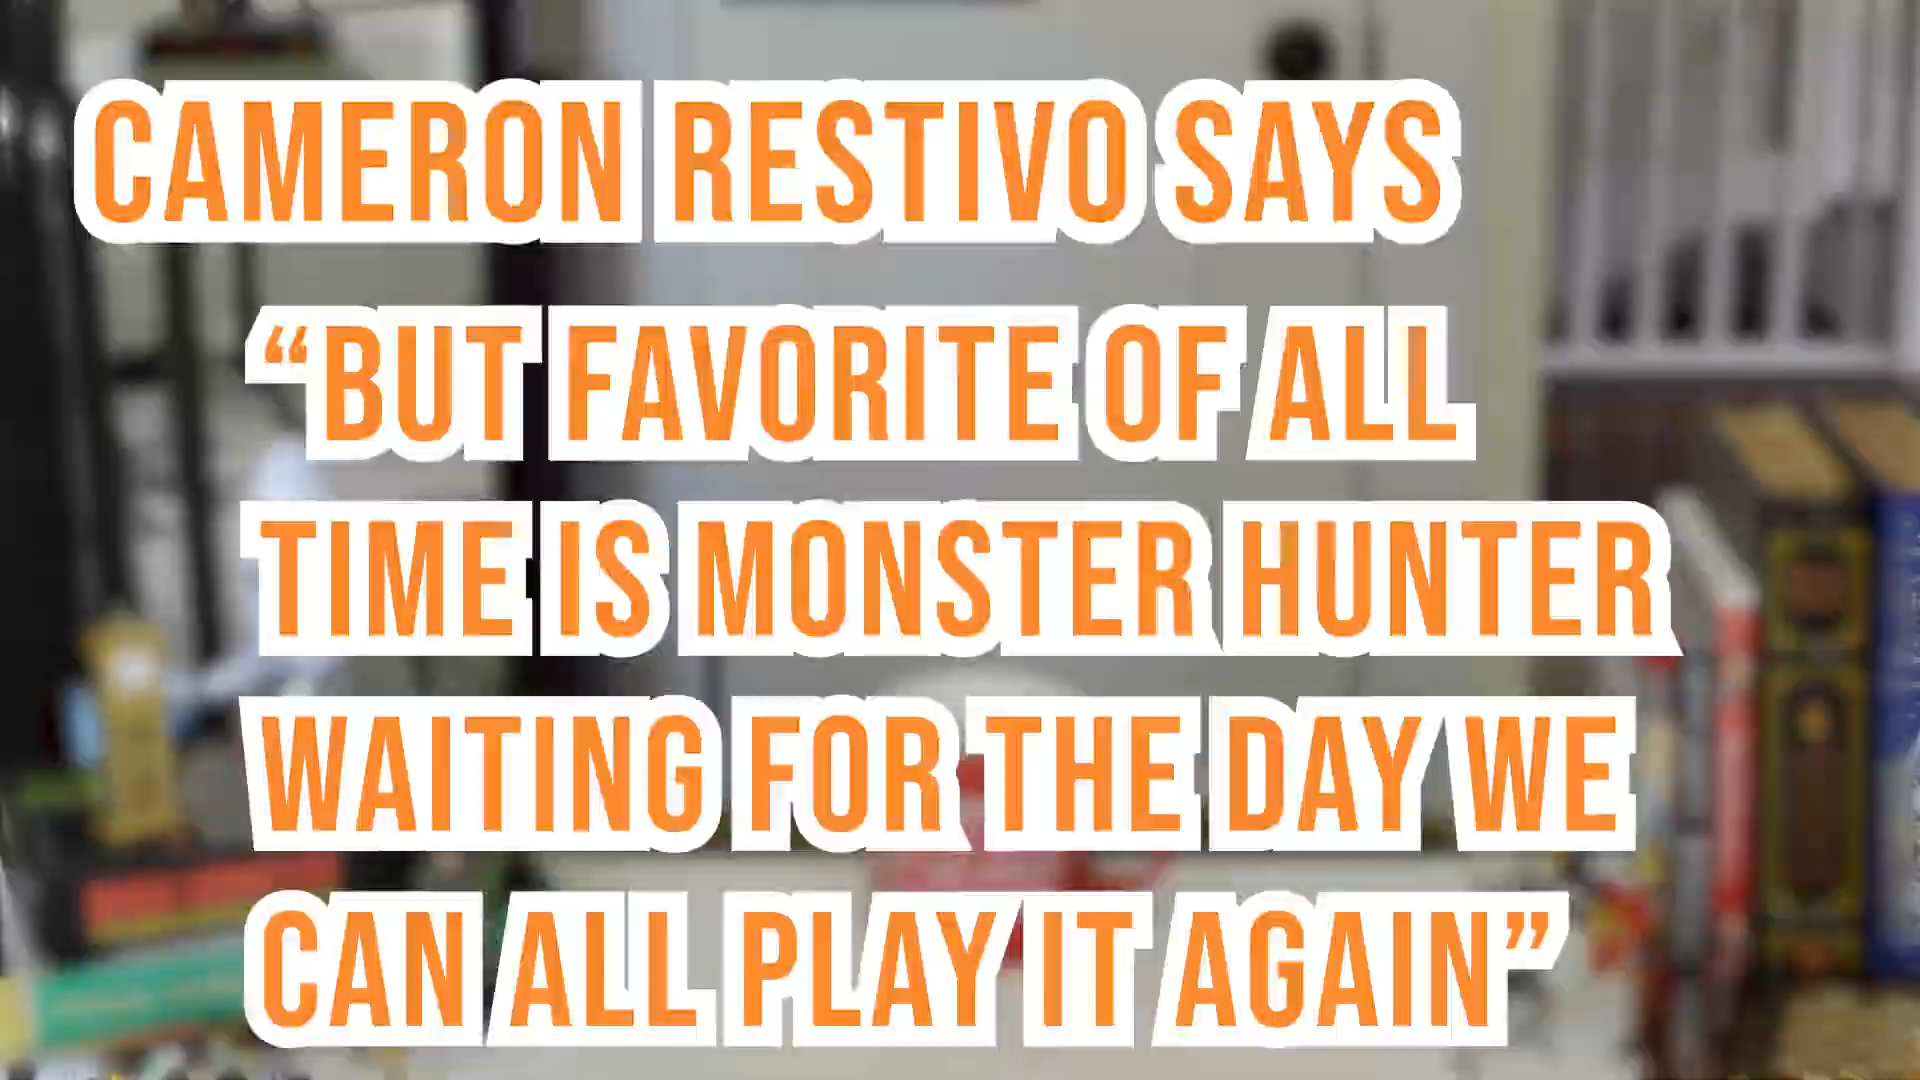 CAMERON RESTIVO SAYS
“BUT FAVORITE OF ALL
TIME IS MONSTER HUNTER
WAITING FOR THE DAY WE
CAN ALL PLAY IT AGAIN”